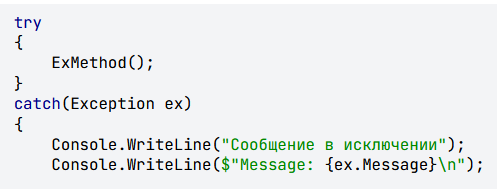 try
{
    ExMethod();
}
catch(Exception ex)
{
    Console.WriteLine("Сообщение в исключении");
    Console.WriteLine($"Message: {ex.Message}\n");